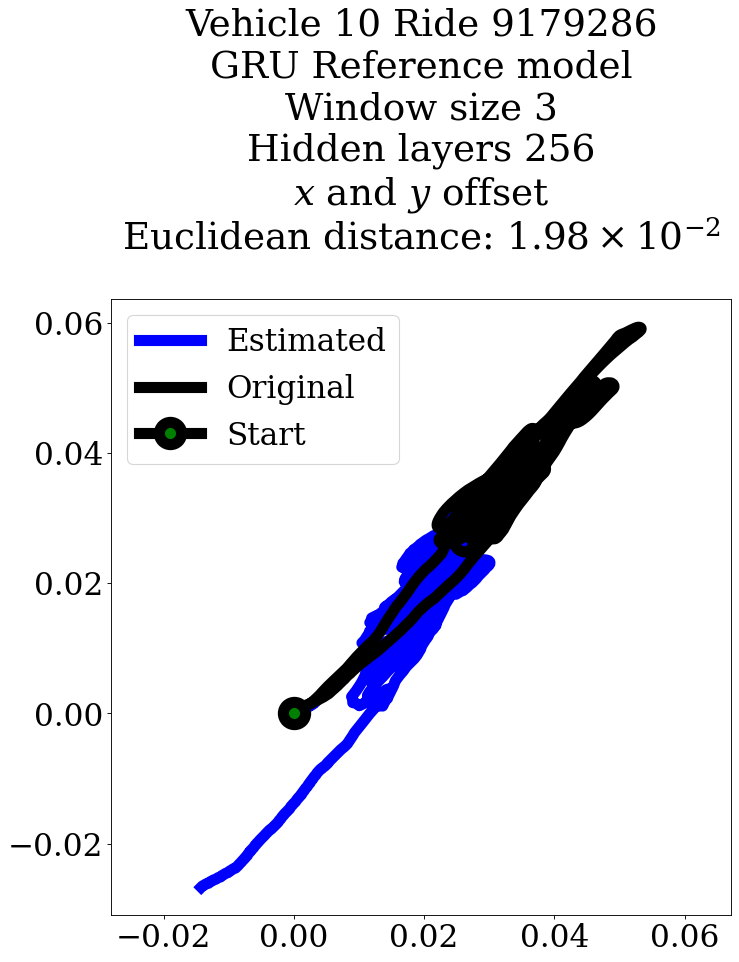 Vehicle 10 Ride 9179286
GRU Reference model
Window size 3
Hidden layers 256
x and y offset
Euclidean distance: 1.98 × 10⁻²
Estimated
Original
Start
0.06
0.04
0.02
0.00
−0.02
−0.02 0.00 0.02 0.04 0.06